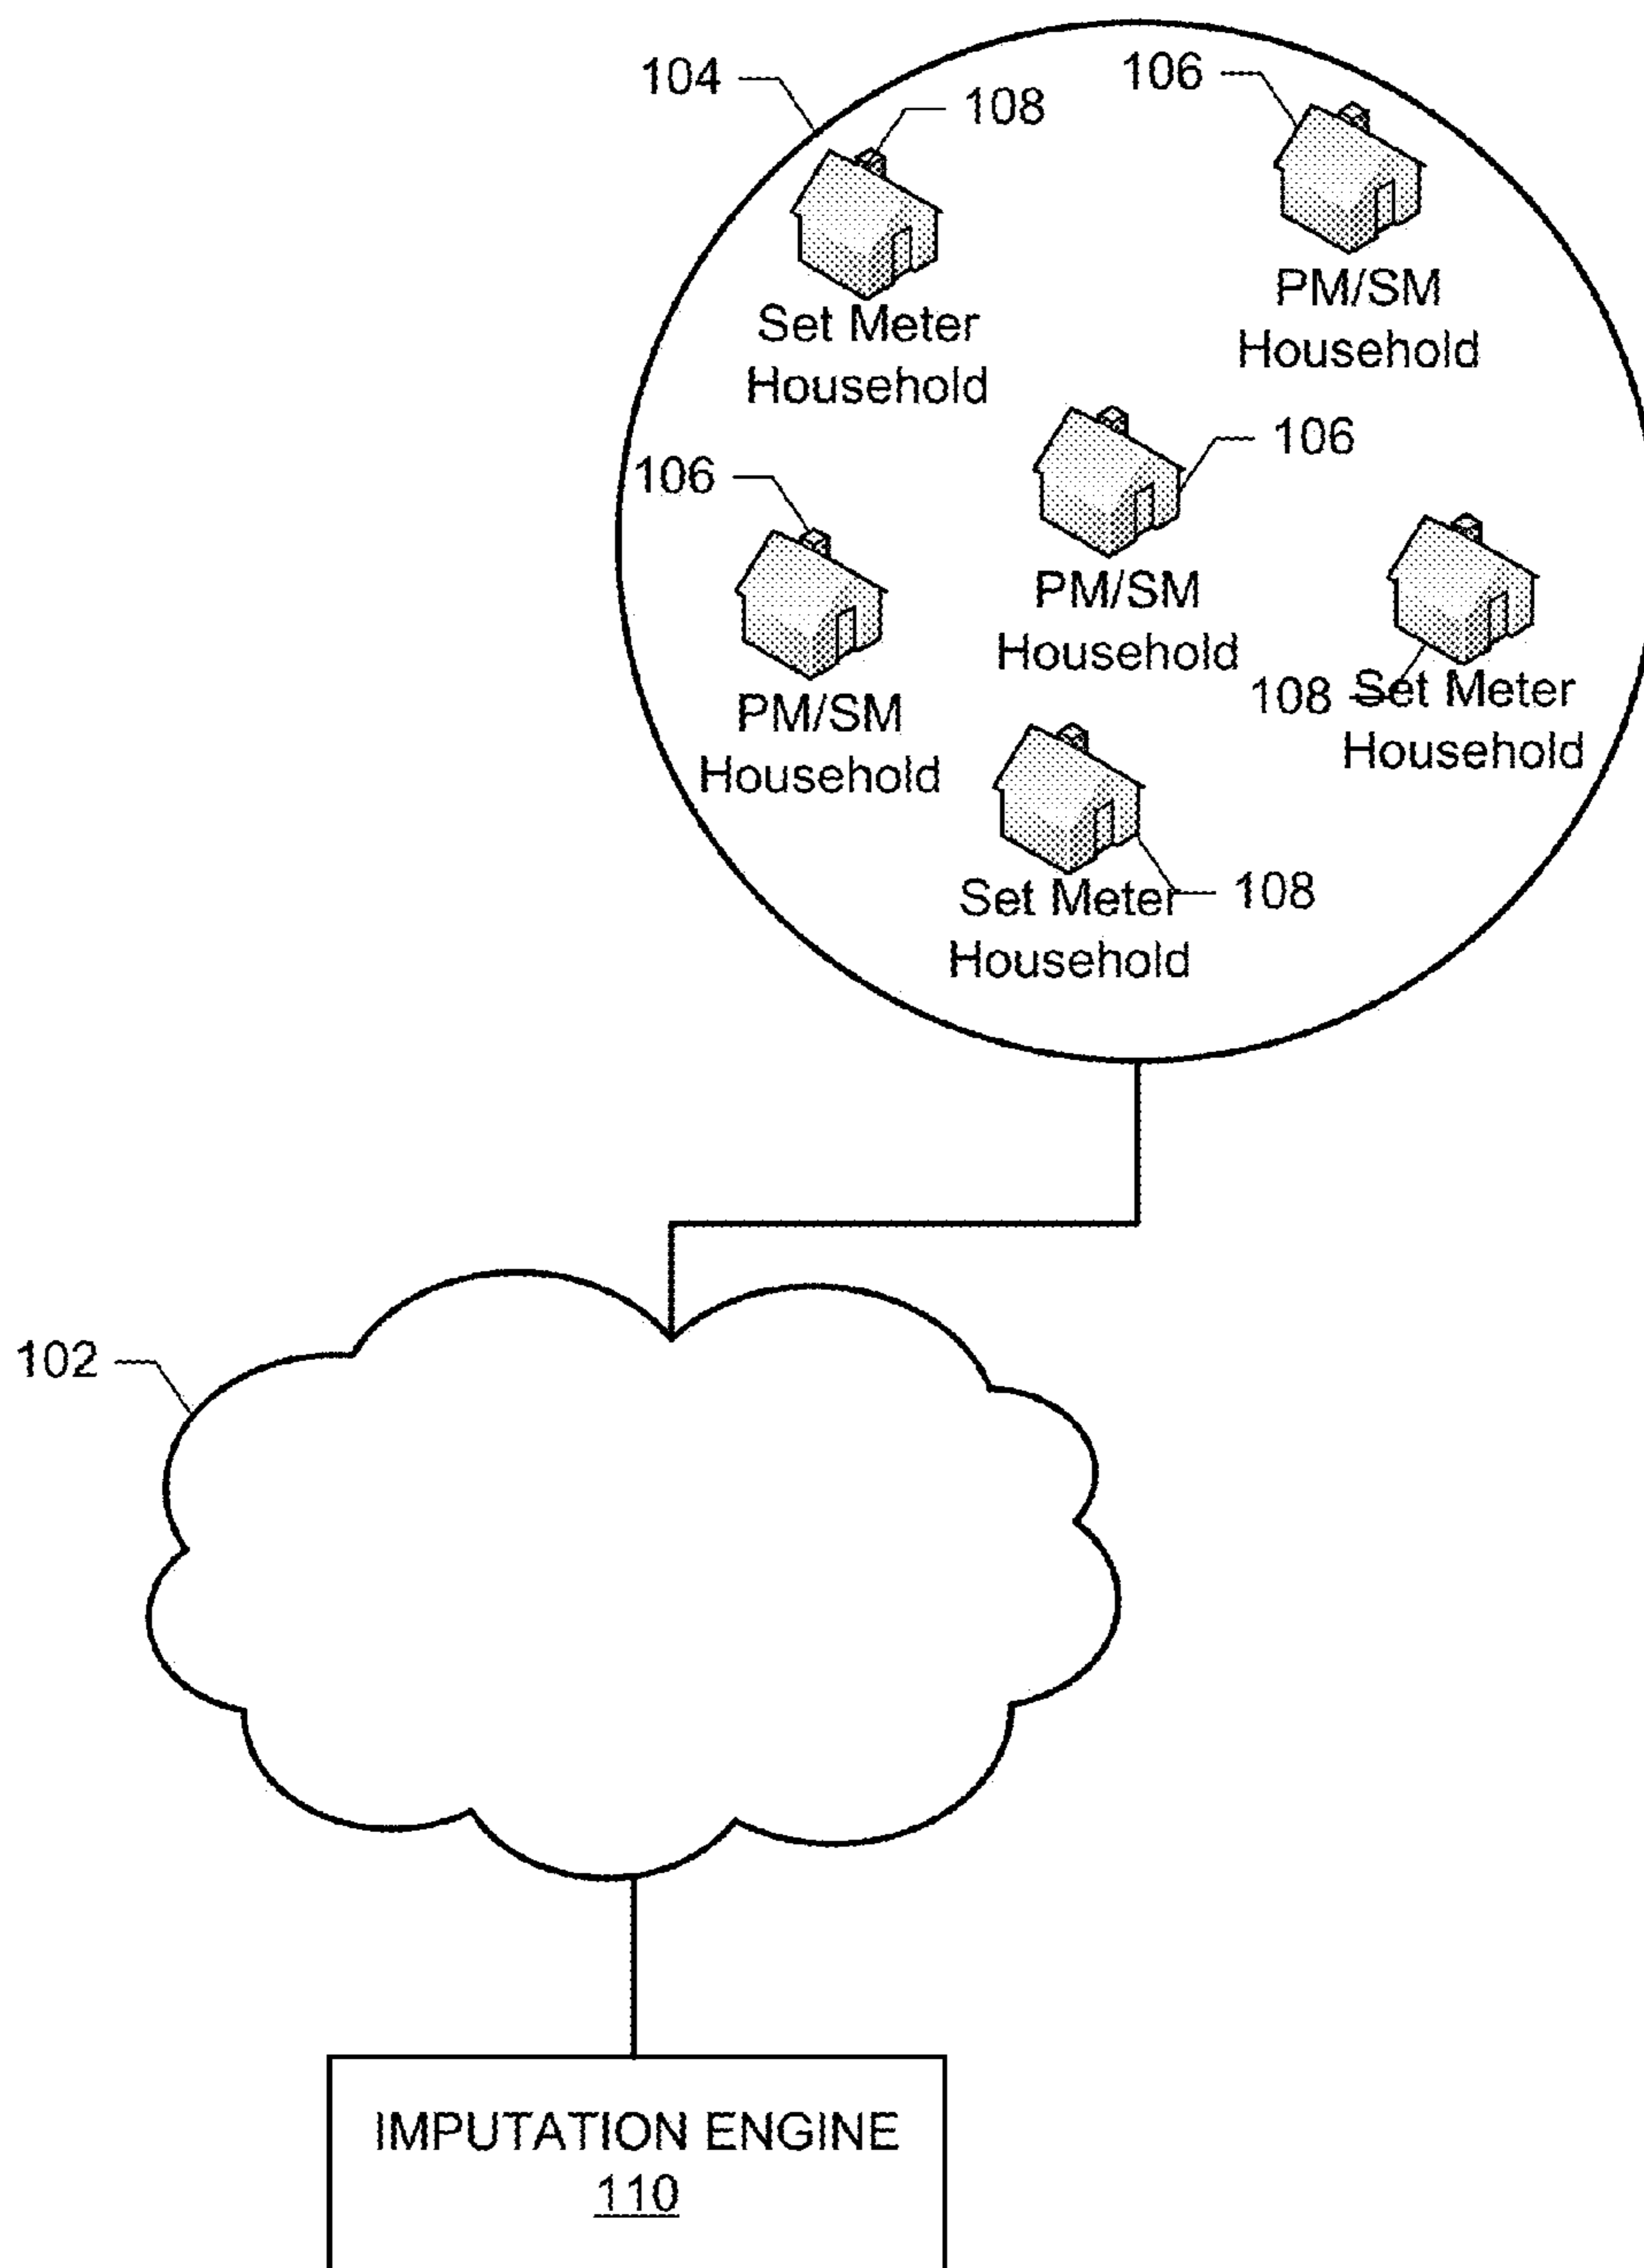 104
108
106
Set Meter
Household
PM/SM
Household
106
106
PM/SM
Household
PM/SM
Household
108
Set Meter
Household
Set Meter
Household
108
102
IMPUTATION ENGINE
110